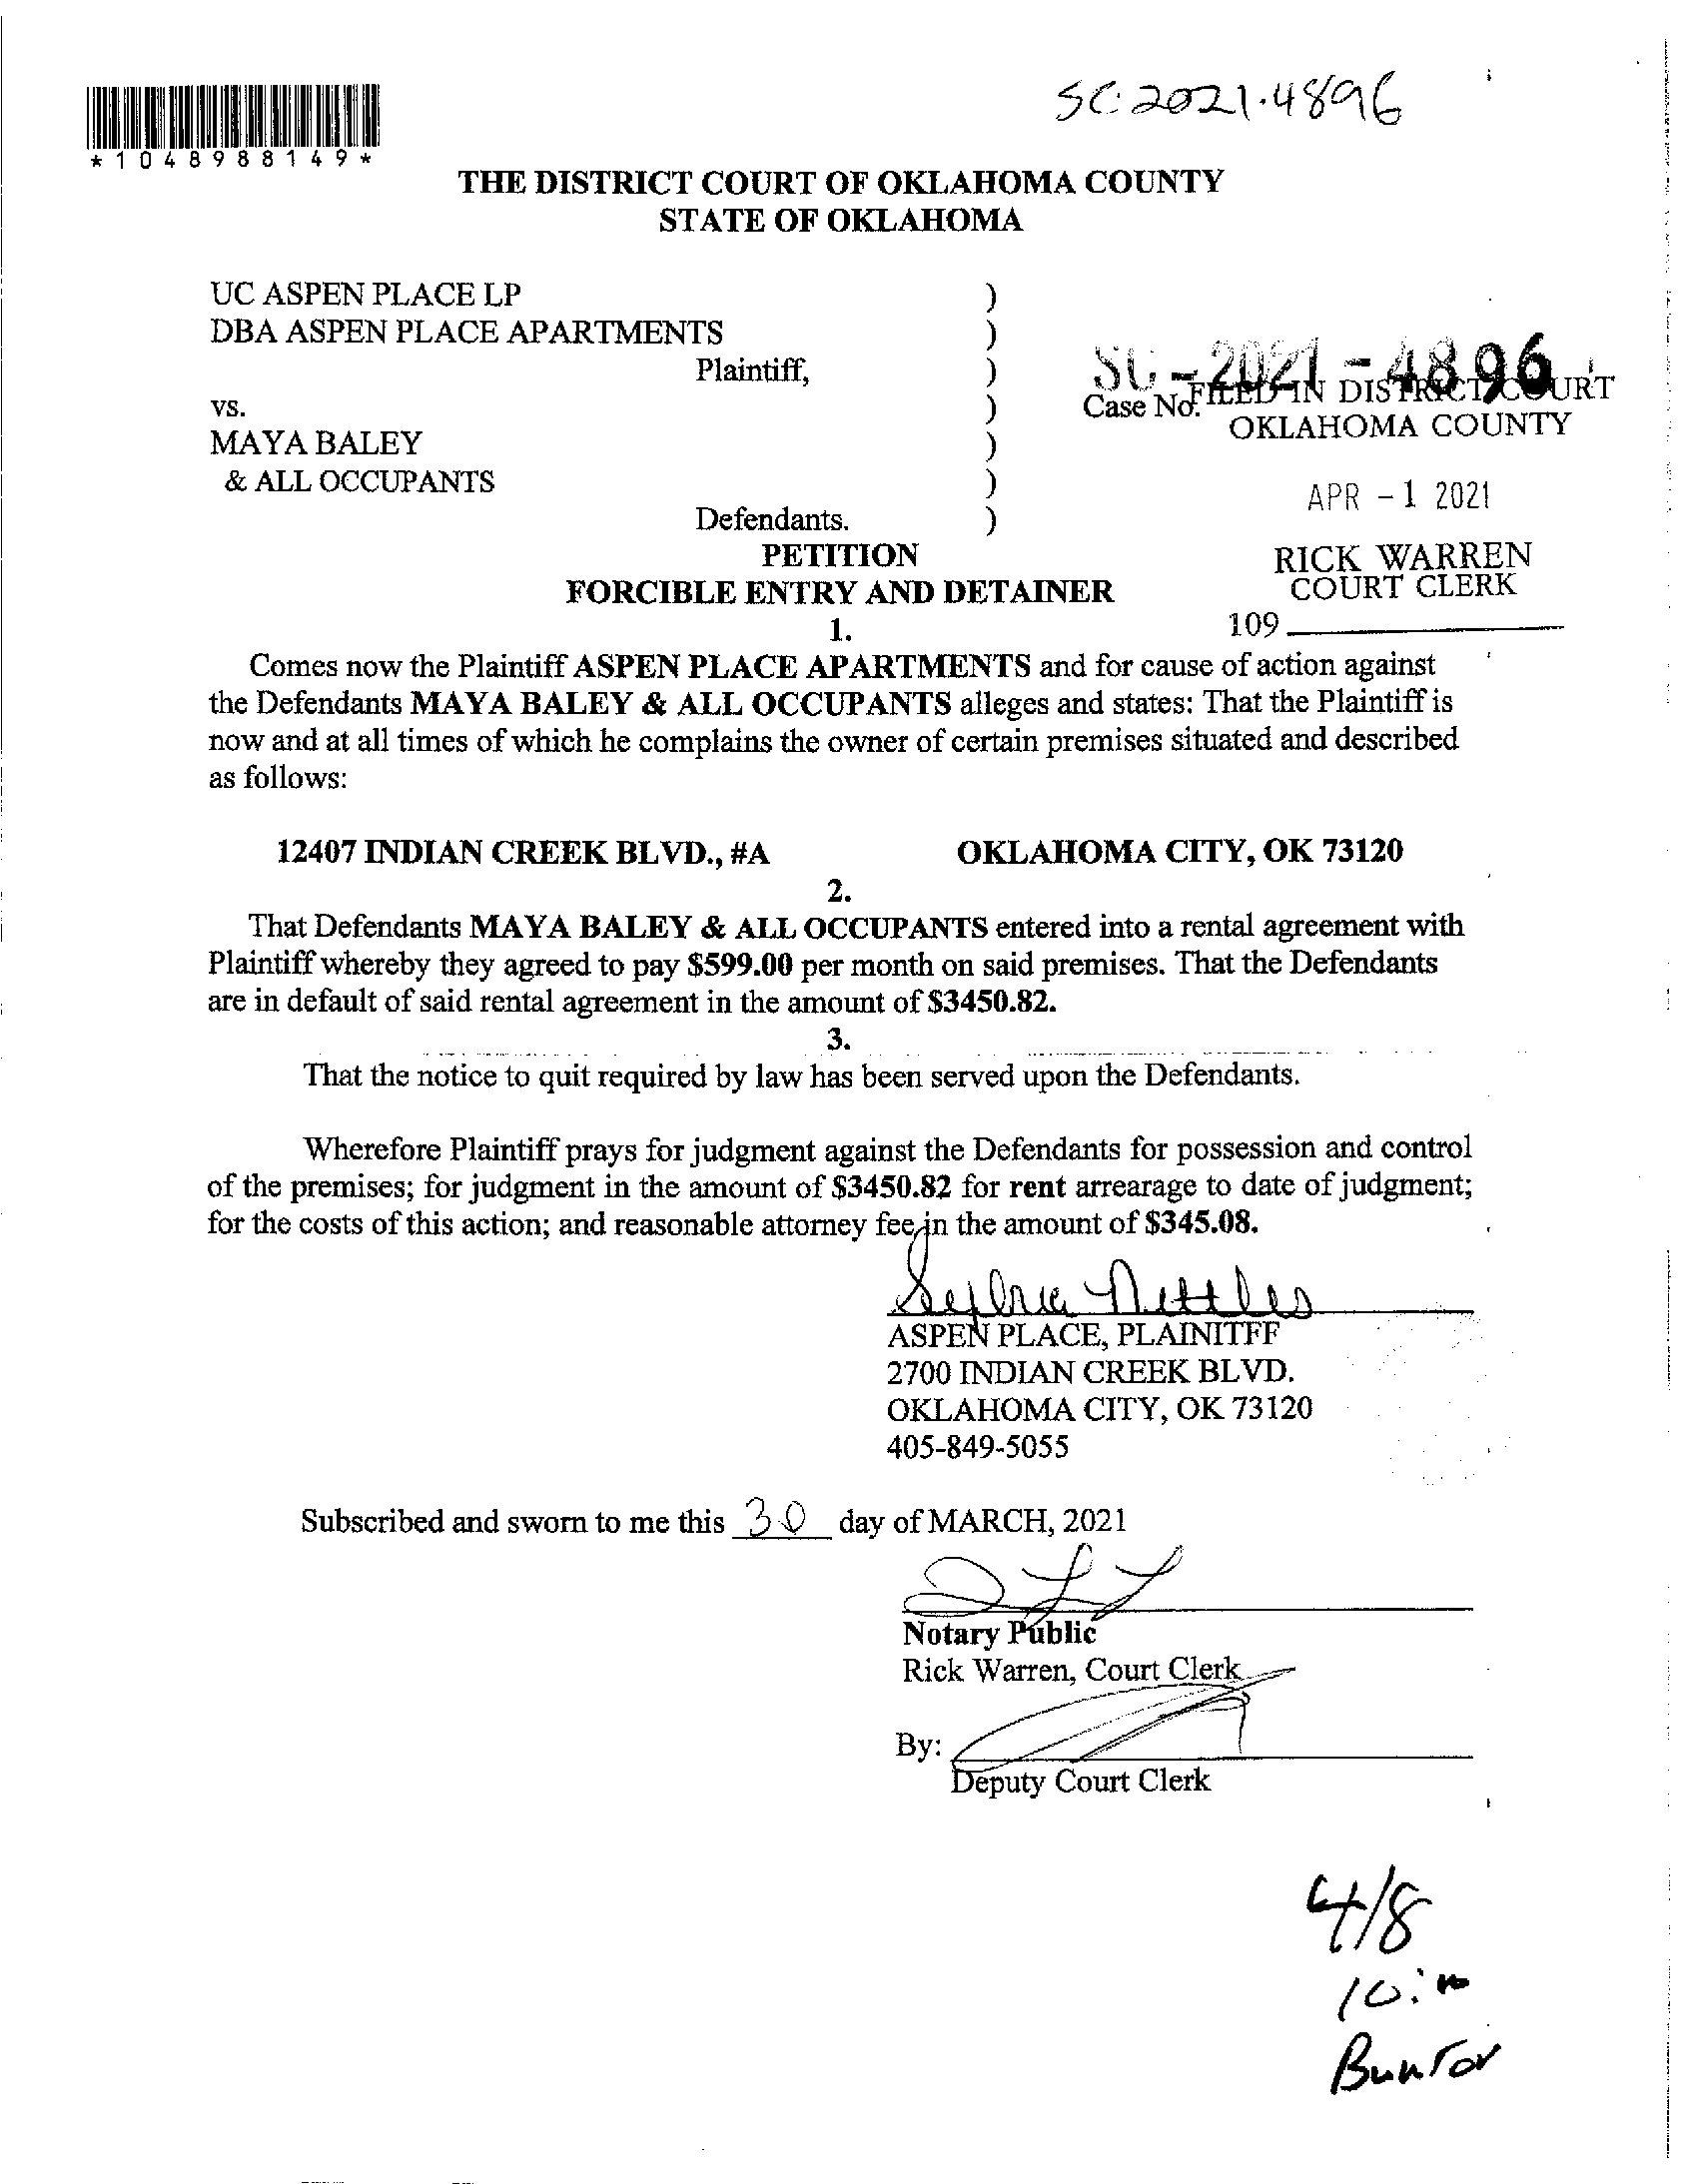 SC-2021-4896
*1048988149*
THE DISTRICT COURT OF OKLAHOMA COUNTY
STATE OF OKLAHOMA
UC ASPEN PLACE LP )
DBA ASPEN PLACE APARTMENTS )
Plaintiff, )
SC-2021-4896
vs. )
Case No.
FILED IN DISTRICT COURT
OKLAHOMA COUNTY
MAYA BALEY )
& ALL OCCUPANTS )
APR -1 2021
Defendants. )
PETITION
RICK WARREN
COURT CLERK
FORCIBLE ENTRY AND DETAINER
109
1.
Comes now the Plaintiff ASPEN PLACE APARTMENTS and for cause of action against
the Defendants MAYA BALEY & ALL OCCUPANTS alleges and states: That the Plaintiff is
now and at all times of which he complains the owner of certain premises situated and described
as follows:
12407 INDIAN CREEK BLVD., #A OKLAHOMA CITY, OK 73120
2.
That Defendants MAYA BALEY & ALL OCCUPANTS entered into a rental agreement with
Plaintiff whereby they agreed to pay $599.00 per month on said premises. That the Defendants
are in default of said rental agreement in the amount of $3450.82.
3.
That the notice to quit required by law has been served upon the Defendants.
Wherefore Plaintiff prays for judgment against the Defendants for possession and control
of the premises; for judgment in the amount of $3450.82 for rent arrearage to date of judgment;
for the costs of this action; and reasonable attorney fee in the amount of $345.08.
Nettles
ASPEN PLACE, PLAINITFF
2700 INDIAN CREEK BLVD.
OKLAHOMA CITY, OK 73120
405-849-5055
Subscribed and sworn to me this 30 day of MARCH, 2021
Notary Public
Rick Warren, Court Clerk
By:
Deputy Court Clerk
4/8